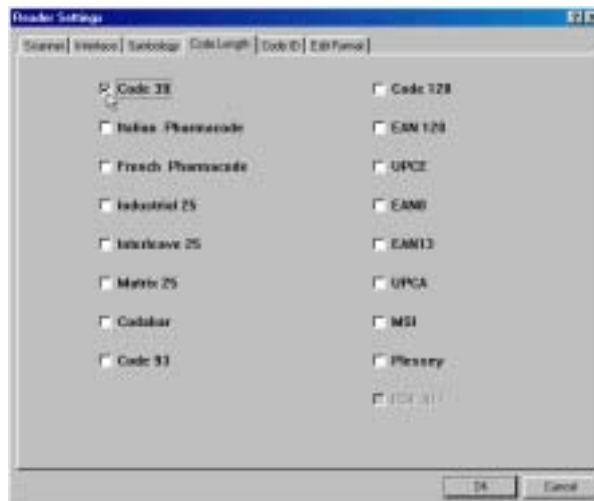 Reader Settings
Scanner Interface Symbology Code Length Code ID Edit Format
Code 39
Italian Pharmacode
French Pharmacode
Industrial 25
Interleave 25
Matrix 25
Codabar
Code 93
Code 128
EAN 128
UPCE
EAN8
EAN13
UPCA
MSI
Plessey
OK Cancel